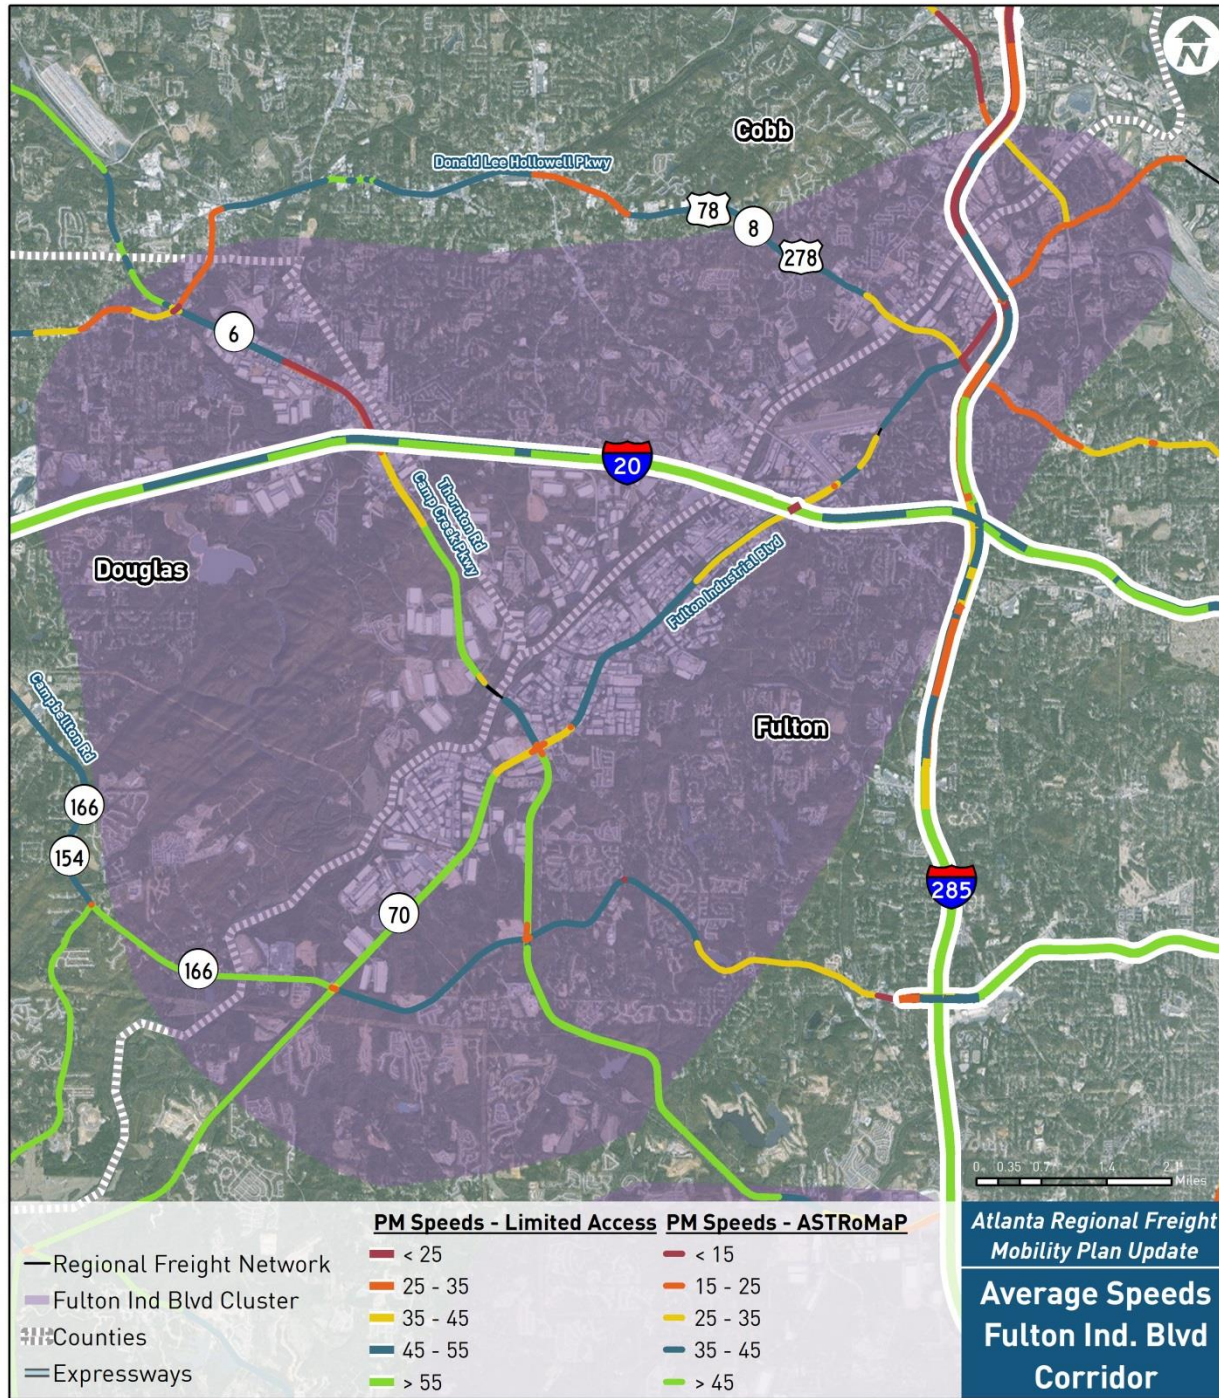 N
Cobb
Donald Lee Hollowell Pkwy
78
8
278
6
20
Thornton Rd
Camp Creek Pkwy
Douglas
Fulton Industrial Blvd
Campbellton Rd
Fulton
166
154
285
70
166
0 0.35 0.7 1.4 2.1
Miles
Regional Freight Network
Fulton Ind Blvd Cluster
Counties
Expressways
PM Speeds - Limited Access
< 25
25 - 35
35 - 45
45 - 55
> 55
PM Speeds - ASTRoMaP
< 15
15 - 25
25 - 35
35 - 45
> 45
Atlanta Regional Freight
Mobility Plan Update
Average Speeds
Fulton Ind. Blvd
Corridor